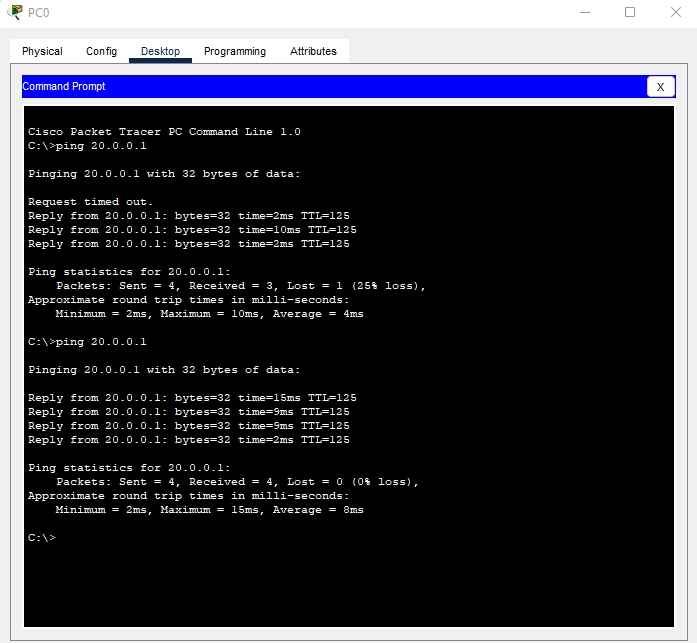 PC0
Physical Config Desktop Programming Attributes
Command Prompt
X
Cisco Packet Tracer PC Command Line 1.0
C:\>ping 20.0.0.1
Pinging 20.0.0.1 with 32 bytes of data:
Request timed out.
Reply from 20.0.0.1: bytes=32 time=2ms TTL=125
Reply from 20.0.0.1: bytes=32 time=10ms TTL=125
Reply from 20.0.0.1: bytes=32 time=2ms TTL=125
Ping statistics for 20.0.0.1:
    Packets: Sent = 4, Received = 3, Lost = 1 (25% loss),
Approximate round trip times in milli-seconds:
    Minimum = 2ms, Maximum = 10ms, Average = 4ms
C:\>ping 20.0.0.1
Pinging 20.0.0.1 with 32 bytes of data:
Reply from 20.0.0.1: bytes=32 time=15ms TTL=125
Reply from 20.0.0.1: bytes=32 time=9ms TTL=125
Reply from 20.0.0.1: bytes=32 time=9ms TTL=125
Reply from 20.0.0.1: bytes=32 time=2ms TTL=125
Ping statistics for 20.0.0.1:
    Packets: Sent = 4, Received = 4, Lost = 0 (0% loss),
Approximate round trip times in milli-seconds:
    Minimum = 2ms, Maximum = 15ms, Average = 8ms
C:\>